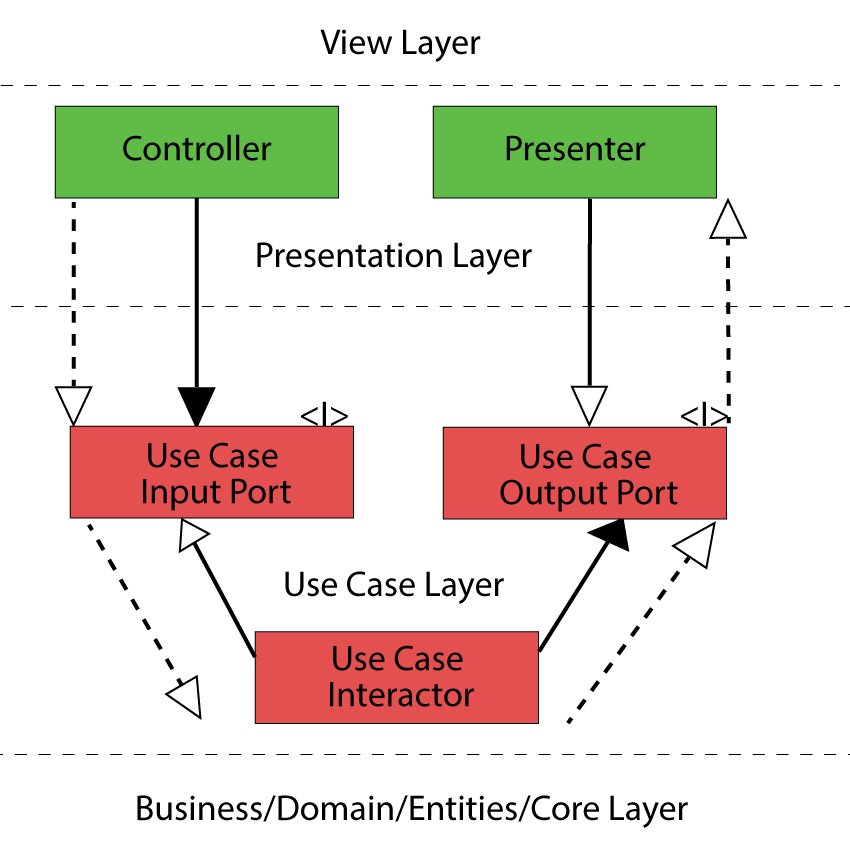 View Layer
Controller
Presenter
Presentation Layer
<I>
<I>
Use Case
Input Port
Use Case
Output Port
Use Case Layer
Use Case
Interactor
Business/Domain/Entities/Core Layer